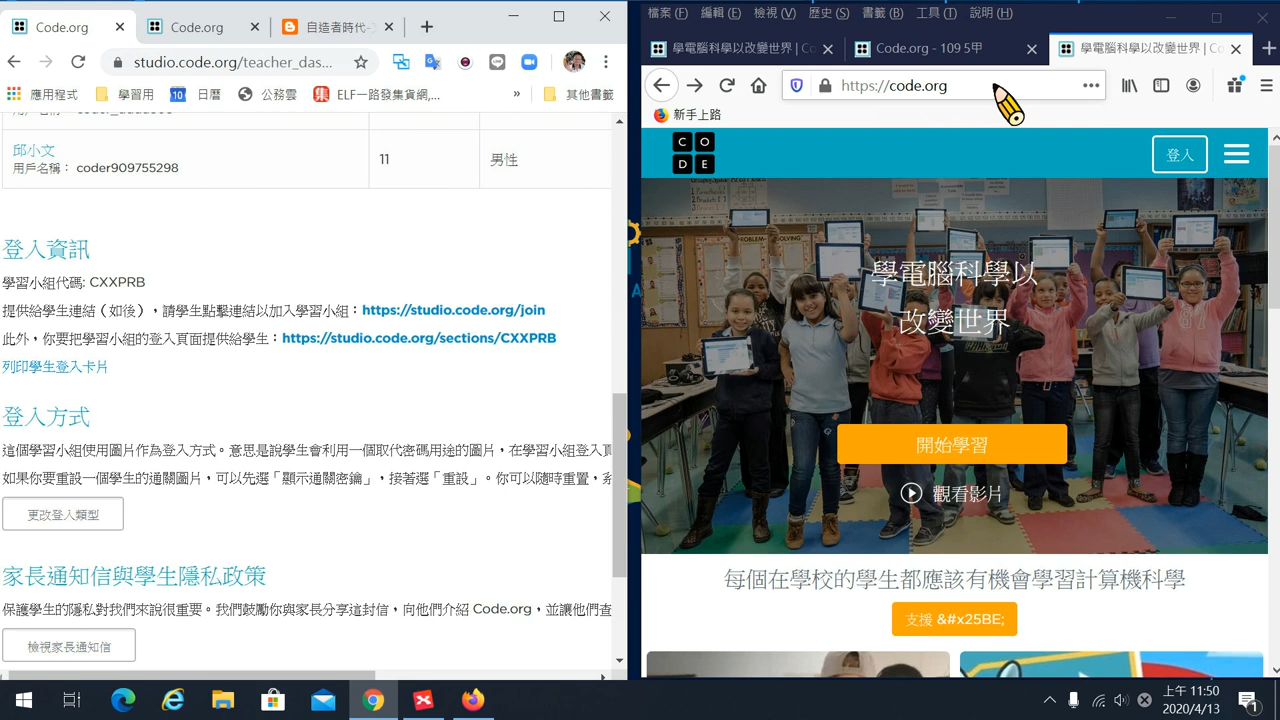 Code.org
Code.org
自造者時代-
studio.code.org/teacher_das...
應用程式
學習用
10
日曆
公務雲
ELF一路發集貨網,...
»
其他書籤
邱小文
用戶名稱： coder909755298
11
男性
登入資訊
學習小組代碼: CXXPRB
提供給學生連結（如後），請學生點擊連結以加入學習小組：https://studio.code.org/join
此外，你要把學習小組的登入頁面提供給學生：https://studio.code.org/sections/CXXPRB
列印學生登入卡片
登入方式
這個學習小組使用圖片作為登入方式。意思是說學生會利用一個取代密碼用途的圖片，在學習小組登入頁
如果你要重設一個學生的通關圖片，可以先選「顯示通關密鑰」，接著選「重設」。你可以隨時重置，
更改登入類型
家長通知信與學生隱私政策
保護學生的隱私對我們來說很重要。我們鼓勵你與家長分享這封信，向他們介紹 Code.org，並讓他們查
檢視家長通知信
檔案 (F) 編輯 (E) 檢視 (V) 歷史 (S) 書籤 (B) 工具 (T) 說明 (H)
學電腦科學以改變世界 | Co
Code.org - 109 5甲
學電腦科學以改變世界 | Co
https://code.org
新手上路
C O
D E
登入
學電腦科學以
改變世界
開始學習
觀看影片
每個在學校的學生都應該有機會學習計算機科學
支援 &#x25BE;
上午 11:50
2020/4/13
1